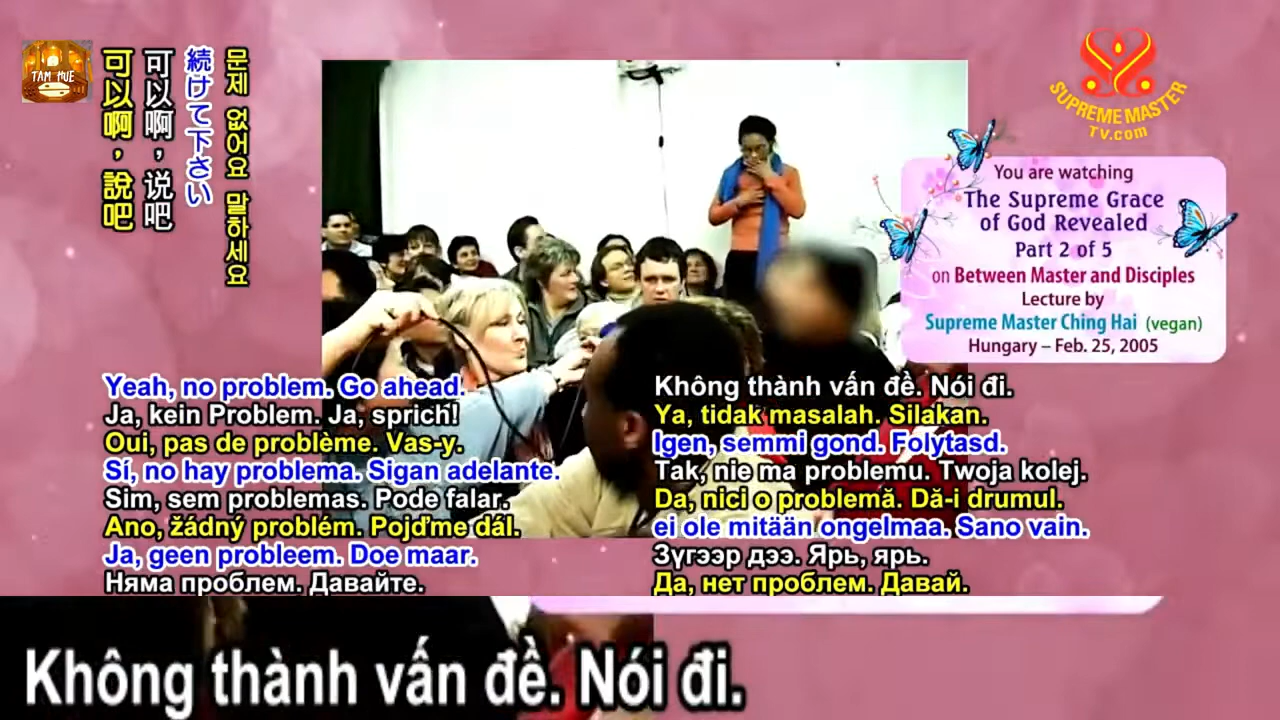 TAM HUE
可以啊，說吧
可以啊，说吧
続けて下さい
문제 없어요 말하세요
SUPREME MASTER
TV.com
You are watching
The Supreme Grace
of God Revealed
Part 2 of 5
on Between Master and Disciples
Lecture by
Supreme Master Ching Hai (vegan)
Hungary – Feb. 25, 2005
Yeah, no problem. Go ahead.
Ja, kein Problem. Ja, sprich!
Oui, pas de problème. Vas-y.
Sí, no hay problema. Sigan adelante.
Sim, sem problemas. Pode falar.
Ano, žádný problém. Pojďme dál.
Ja, geen probleem. Doe maar.
Няма проблем. Давайте.
Không thành vấn đề. Nói đi.
Ya, tidak masalah. Silakan.
Igen, semmi gond. Folytasd.
Tak, nie ma problemu. Twoja kolej.
Da, nici o problemă. Dă-i drumul.
ei ole mitään ongelmaa. Sano vain.
Зүгээр дээ. Ярь, ярь.
Да, нет проблем. Давай.
Không thành vấn đề. Nói đi.